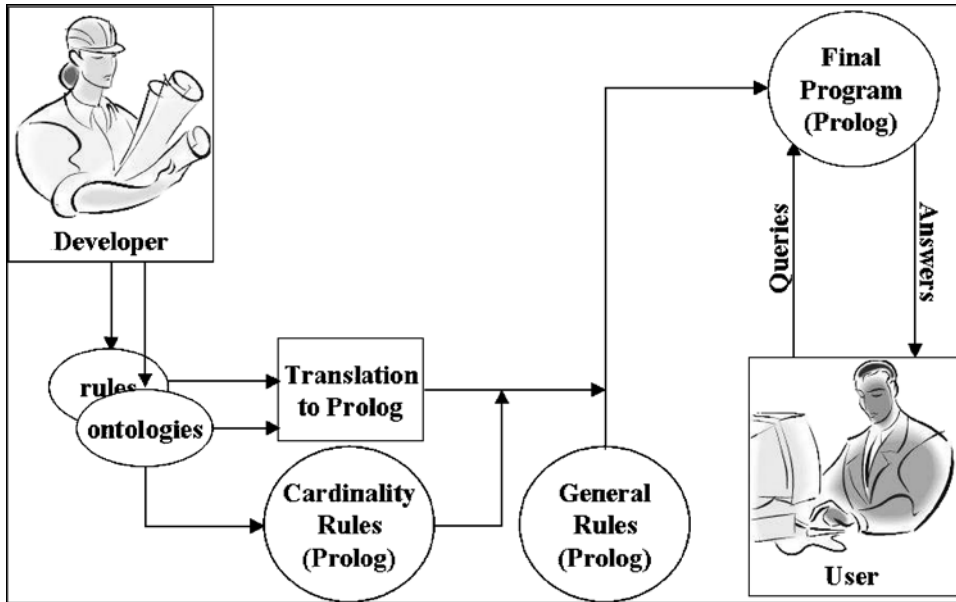 Final
Program
(Prolog)
Developer
Queries
Answers
rules
ontologies
Translation
to Prolog
Cardinality
Rules
(Prolog)
General
Rules
(Prolog)
User